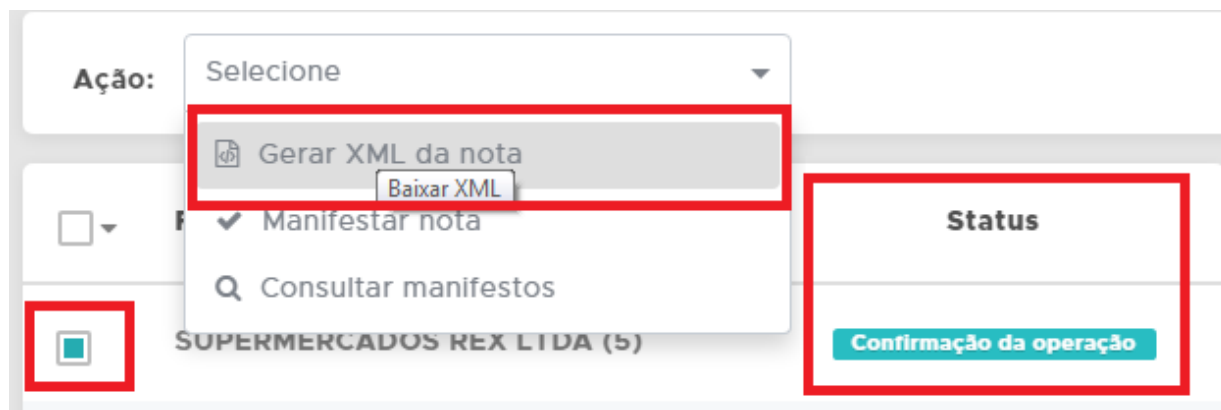 Ação:
Selecione
Gerar XML da nota
Baixar XML
Manifestar nota
Status
Consultar manifestos
SUPERMERCADOS REX LTDA (5)
Confirmação da operação